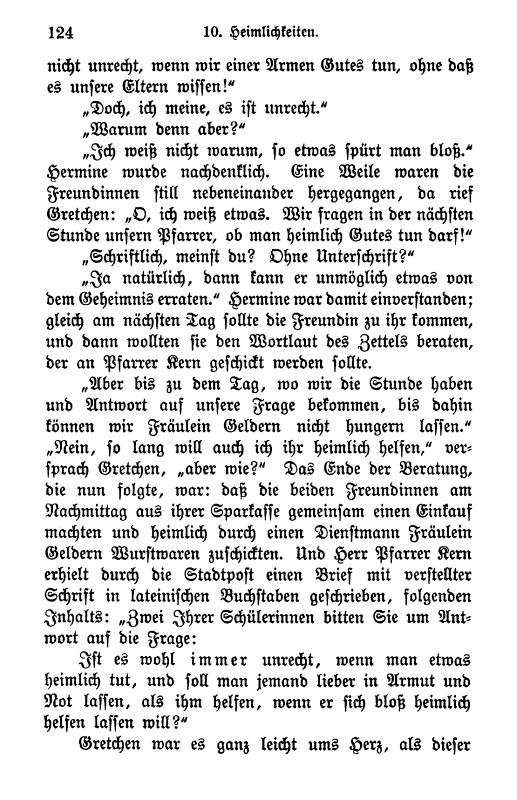 124 10. Heimlichkeiten.
nicht unrecht, wenn wir einer Armen Gutes tun, ohne daß
es unsere Eltern wissen!“
„Doch, ich meine, es ist unrecht.“
„Warum denn aber?“
„Ich weiß nicht warum, so etwas spürt man bloß.“
Hermine wurde nachdenklich. Eine Weile waren die
Freundinnen still nebeneinander hergegangen, da rief
Gretchen: „O, ich weiß etwas. Wir fragen in der nächsten
Stunde unsern Pfarrer, ob man heimlich Gutes tun darf!“
„Schriftlich, meinst du? Ohne Unterschrift?“
„Ja natürlich, dann kann er unmöglich etwas von
dem Geheimnis erraten.“ Hermine war damit einverstanden;
gleich am nächsten Tag sollte die Freundin zu ihr kommen,
und dann wollten sie den Wortlaut des Zettels beraten,
der an Pfarrer Kern geschickt werden sollte.
„Aber bis zu dem Tag, wo wir die Stunde haben
und Antwort auf unsere Frage bekommen, bis dahin
können wir Fräulein Geldern nicht hungern lassen.“
„Nein, so lang will auch ich ihr heimlich helfen,“ ver-
sprach Gretchen, „aber wie?“ Das Ende der Beratung,
die nun folgte, war: daß die beiden Freundinnen am
Nachmittag aus ihrer Sparkasse gemeinsam einen Einkauf
machten und heimlich durch einen Dienstmann Fräulein
Geldern Wurstwaren zuschickten. Und Herr Pfarrer Kern
erhielt durch die Stadtpost einen Brief mit verstellter
Schrift in lateinischen Buchstaben geschrieben, folgenden
Inhalts: „Zwei Ihrer Schülerinnen bitten Sie um Ant-
wort auf die Frage:
Ist es wohl immer unrecht, wenn man etwas
heimlich tut, und soll man jemand lieber in Armut und
Not lassen, als ihm helfen, wenn er sich bloß heimlich
helfen lassen will?“
Gretchen war es ganz leicht ums Herz, als dieser